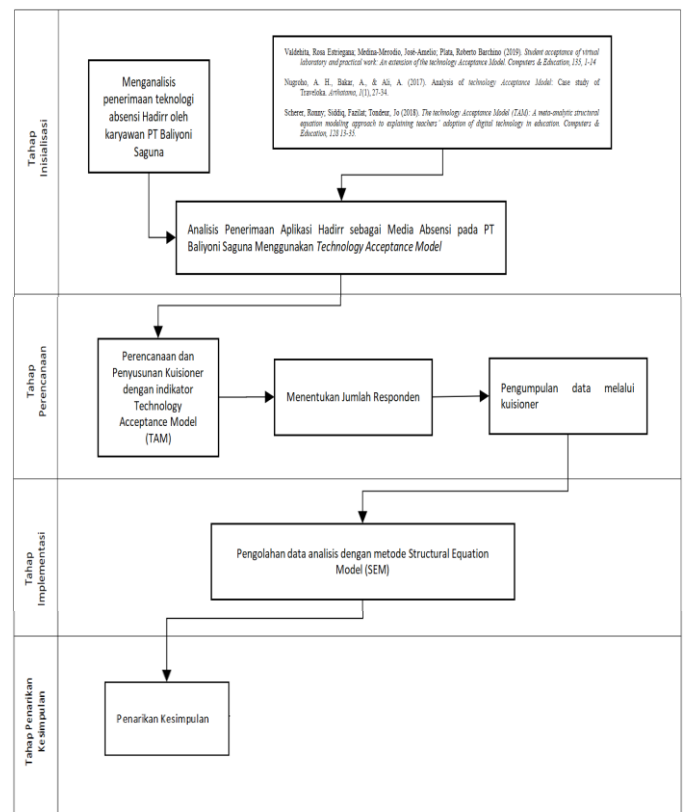 Tahap
Inisialisasi
Menganalisis
penerimaan teknologi
absensi Hadirr oleh
karyawan PT Baliyoni
Saguna
Valdehita, Rosa Estriegana; Medina-Merodio, José-Amelio; Plata, Roberto Barchino (2019). Student acceptance of virtual
laboratory and practical work: An extension of the technology Acceptance Model. Computers & Education, 135, 1-14
Nugroho, A. H., Bakar, A., & Ali, A. (2017). Analysis of technology Acceptance Model: Case study of
Traveloka. Arthatama, 1(1), 27-34.
Scherer, Ronny; Siddiq, Fazilat; Tondeur, Jo (2018). The technology Acceptance Model (TAM): A meta-analytic structural
equation modeling approach to explaining teachers' adoption of digital technology in education. Computers &
Education, 128 13-35.
Analisis Penerimaan Aplikasi Hadirr sebagai Media Absensi pada PT
Baliyoni Saguna Menggunakan Technology Acceptance Model
Tahap
Perencanaan
Perencanaan dan
Penyusunan Kuisioner
dengan indikator
Technology
Acceptance Model
(TAM)
Menentukan Jumlah Responden
Pengumpulan data melalui
kuisioner
Tahap
Implementasi
Pengolahan data analisis dengan metode Structural Equation
Model (SEM)
Tahap Penarikan
Kesimpulan
Penarikan Kesimpulan